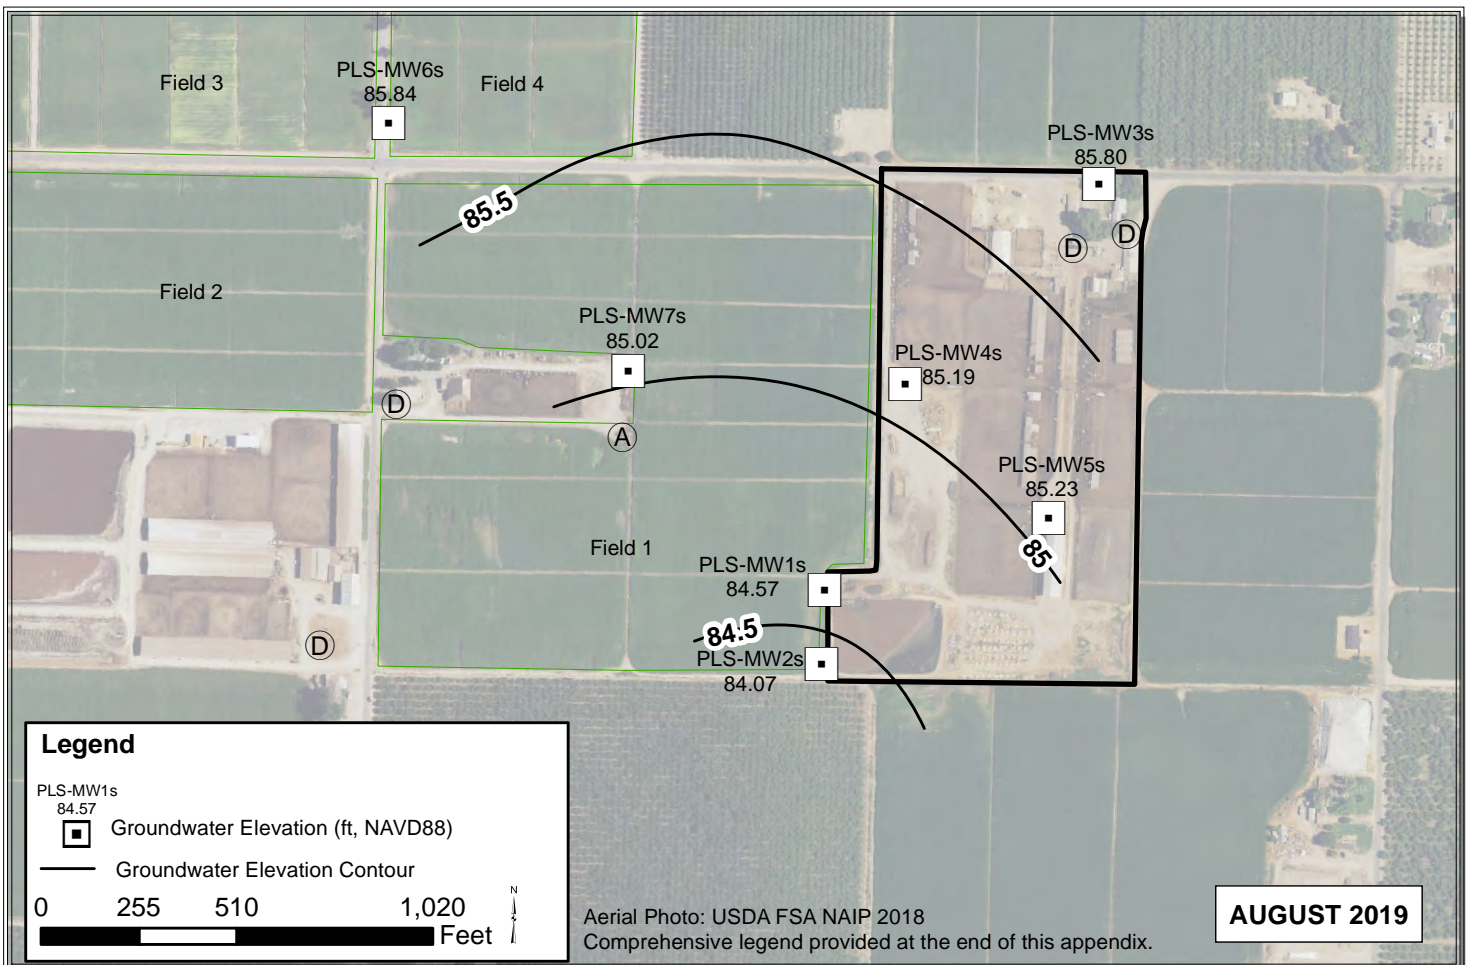 Field 3
PLS-MW6s
85.84
Field 4
PLS-MW3s
85.80
85.5
D
D
Field 2
PLS-MW7s
85.02
PLS-MW4s
85.19
D
A
PLS-MW5s
85.23
85
Field 1
PLS-MW1s
84.57
84.5
D
PLS-MW2s
84.07
Legend
PLS-MW1s
84.57
Groundwater Elevation (ft, NAVD88)
Groundwater Elevation Contour
0 255 510 1,020
Feet
N
Aerial Photo: USDA FSA NAIP 2018
Comprehensive legend provided at the end of this appendix.
AUGUST 2019